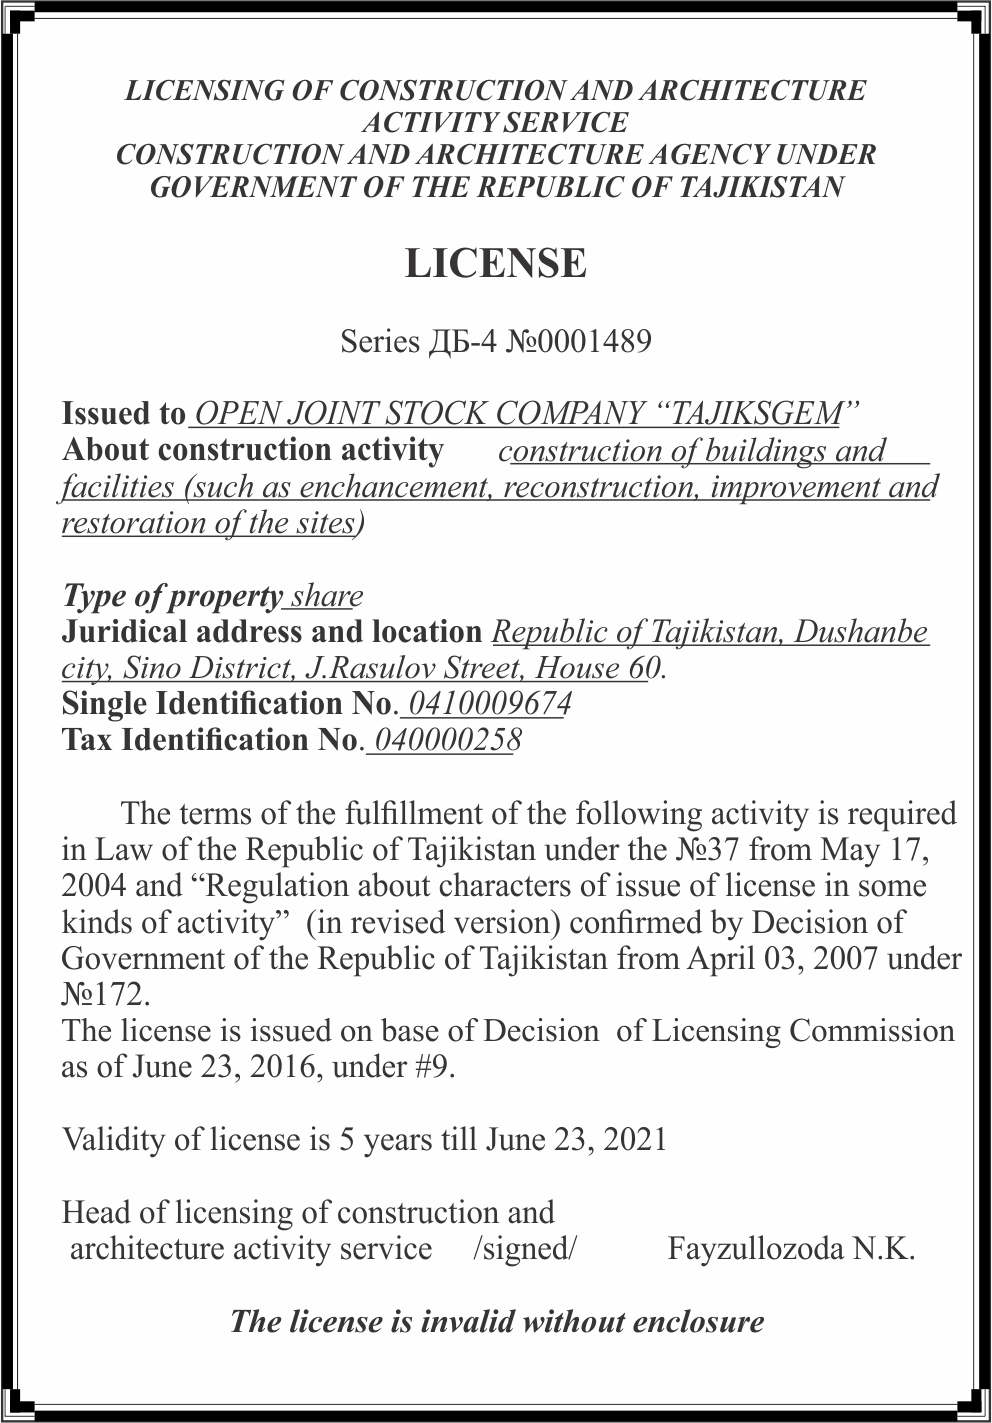 LICENSING OF CONSTRUCTION AND ARCHITECTURE
ACTIVITY SERVICE
CONSTRUCTION AND ARCHITECTURE AGENCY UNDER
GOVERNMENT OF THE REPUBLIC OF TAJIKISTAN
LICENSE
Series ДБ-4 №0001489
Issued to OPEN JOINT STOCK COMPANY “TAJIKSGEM”
About construction activity construction of buildings and
facilities (such as enchancement, reconstruction, improvement and
restoration of the sites)
Type of property share
Juridical address and location Republic of Tajikistan, Dushanbe
city, Sino District, J.Rasulov Street, House 60.
Single Identification No. 0410009674
Tax Identification No. 040000258
The terms of the fulfillment of the following activity is required
in Law of the Republic of Tajikistan under the №37 from May 17,
2004 and “Regulation about characters of issue of license in some
kinds of activity” (in revised version) confirmed by Decision of
Government of the Republic of Tajikistan from April 03, 2007 under
№172.
The license is issued on base of Decision of Licensing Commission
as of June 23, 2016, under #9.
Validity of license is 5 years till June 23, 2021
Head of licensing of construction and
architecture activity service /signed/ Fayzullozoda N.K.
The license is invalid without enclosure